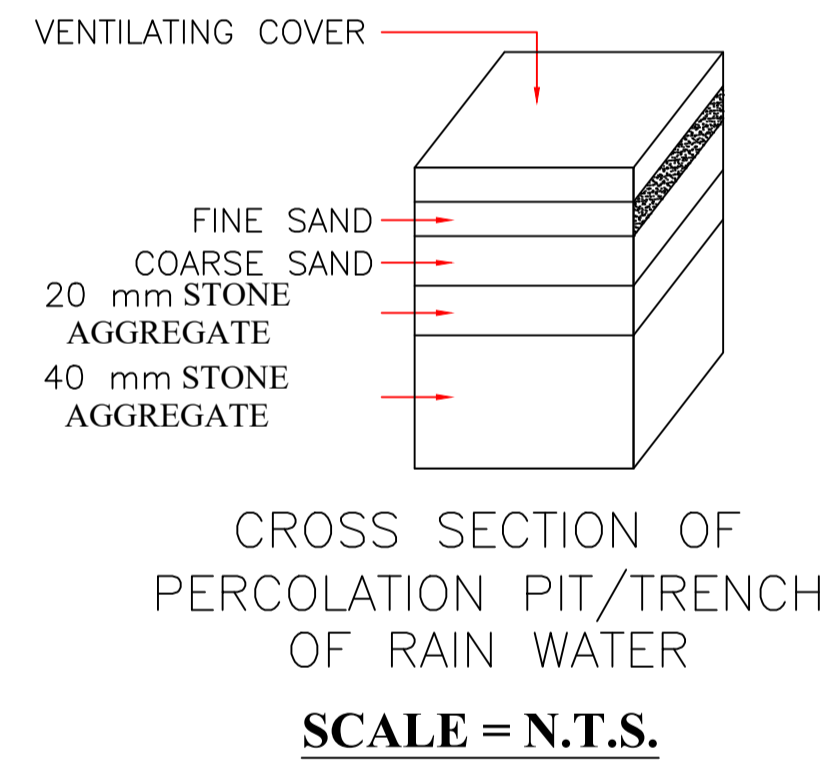 VENTILATING COVER
FINE SAND
COARSE SAND
20 mm STONE
AGGREGATE
40 mm STONE
AGGREGATE
CROSS SECTION OF
PERCOLATION PIT/TRENCH
OF RAIN WATER
SCALE = N.T.S.